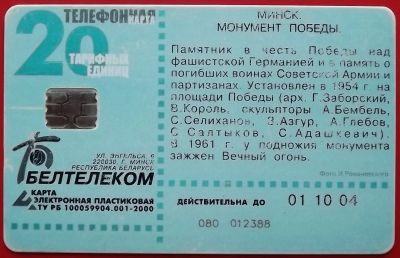 ТЕЛЕФОННАЯ
КАРТА
20 ТАРИФНЫХ
ЕДИНИЦ
УЛ. ЭНГЕЛЬСА, 6
220030, Г. МИНСК
РЕСПУБЛИКА БЕЛАРУСЬ
БЕЛТЕЛЕКОМ
КАРТА
ЭЛЕКТРОННАЯ ПЛАСТИКОВАЯ
ТУ РБ 100059904.001-2000
МИНСК.
МОНУМЕНТ ПОБЕДЫ.
Памятник в честь Победы над
фашистской Германией и в память о
погибших воинах Советской Армии и
партизанах. Установлен в 1954 г. на
площади Победы (арх. Г.Заборский,
В.Король, скульпторы А.Бембель,
С.Селиханов, З.Азгур, А.Глебов,
С.Салтыков, С.Адашкевич).
В 1961 г. у подножия монумента
зажжен Вечный огонь.
Фото И.Романовского
ДЕЙСТВИТЕЛЬНА ДО 01 10 04
080 012388